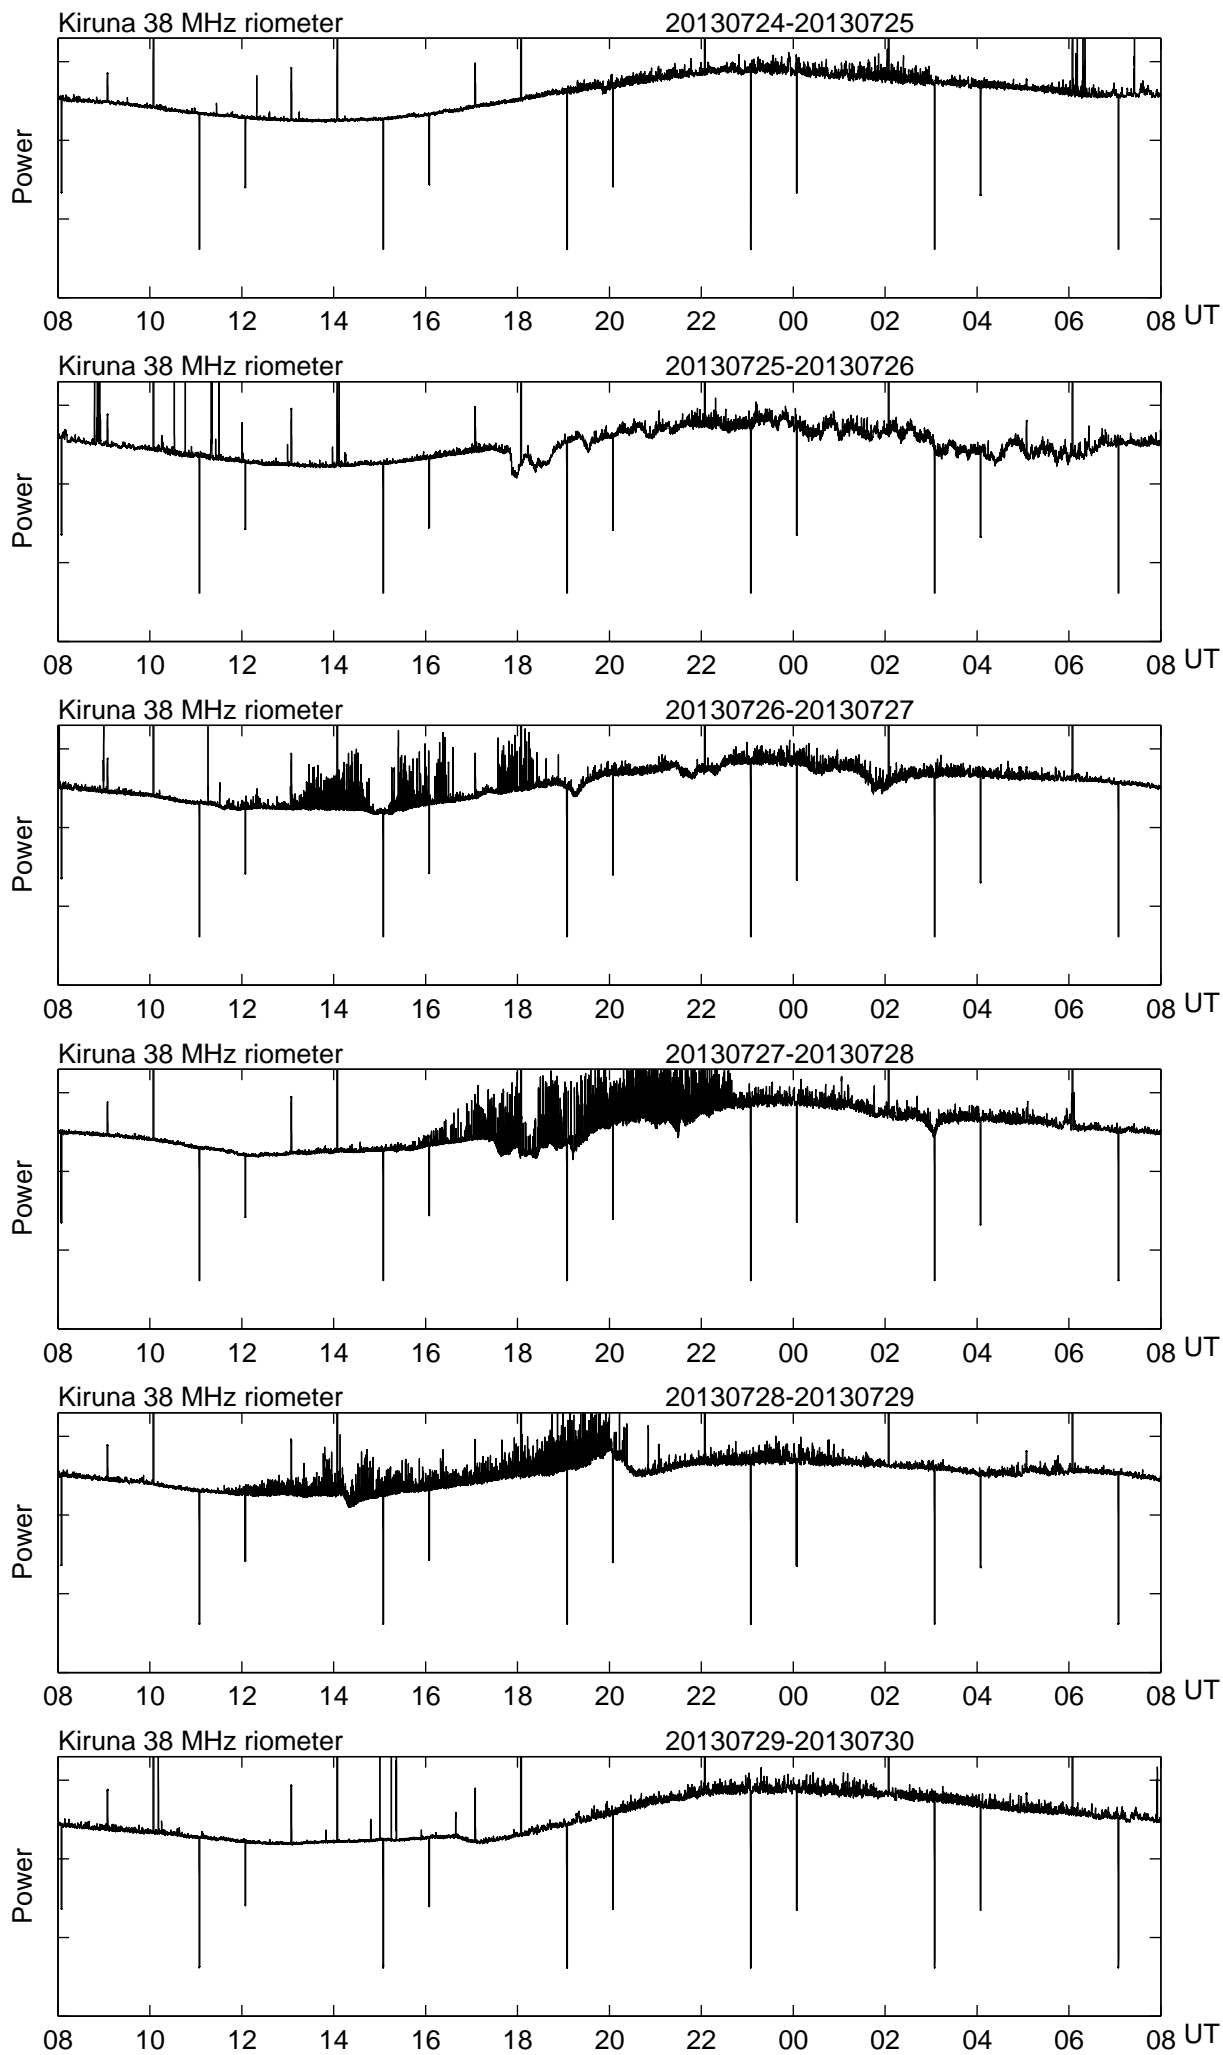 Kiruna 38 MHz riometer 20130724-20130725
Power
08 10 12 14 16 18 20 22 00 02 04 06 08 UT
Kiruna 38 MHz riometer 20130725-20130726
Power
08 10 12 14 16 18 20 22 00 02 04 06 08 UT
Kiruna 38 MHz riometer 20130726-20130727
Power
08 10 12 14 16 18 20 22 00 02 04 06 08 UT
Kiruna 38 MHz riometer 20130727-20130728
Power
08 10 12 14 16 18 20 22 00 02 04 06 08 UT
Kiruna 38 MHz riometer 20130728-20130729
Power
08 10 12 14 16 18 20 22 00 02 04 06 08 UT
Kiruna 38 MHz riometer 20130729-20130730
Power
08 10 12 14 16 18 20 22 00 02 04 06 08 UT